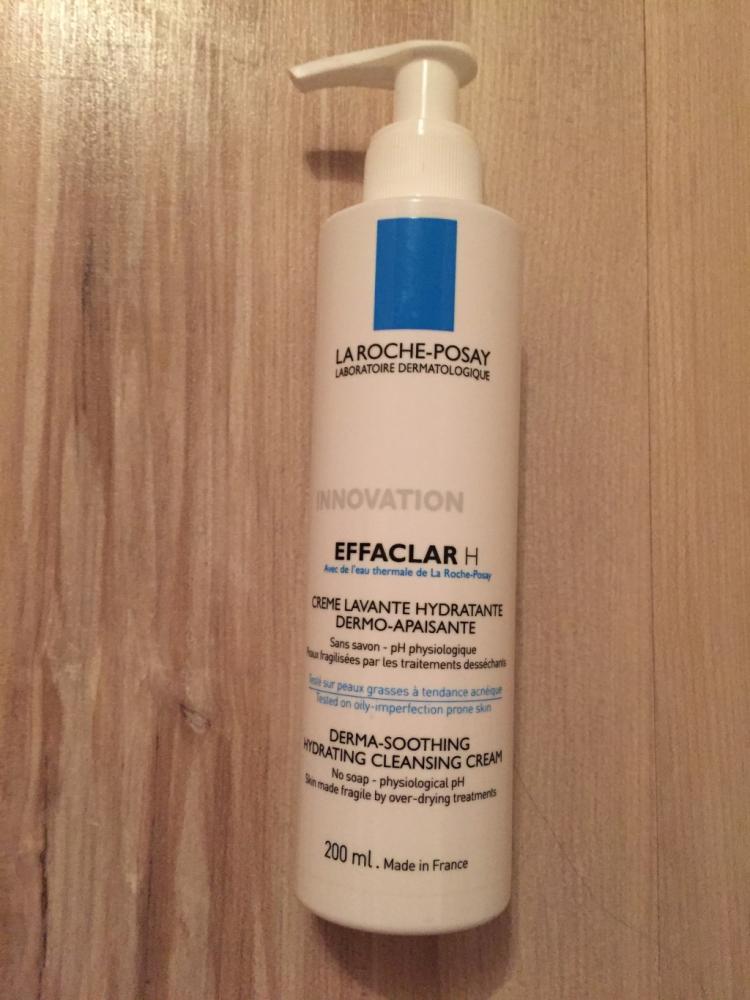 LA ROCHE-POSAY
LABORATOIRE DERMATOLOGIQUE
INNOVATION
EFFACLAR H
Avec de l'eau thermale de La Roche-Posay
CREME LAVANTE HYDRATANTE
DERMO-APAISANTE
Sans savon - pH physiologique
Peaux fragilisées par les traitements desséchants
Testé sur peaux grasses à tendance acnéique
Tested on oily-imperfection prone skin
DERMA-SOOTHING
HYDRATING CLEANSING CREAM
No soap - physiological pH
Skin made fragile by over-drying treatments
200 ml . Made in France